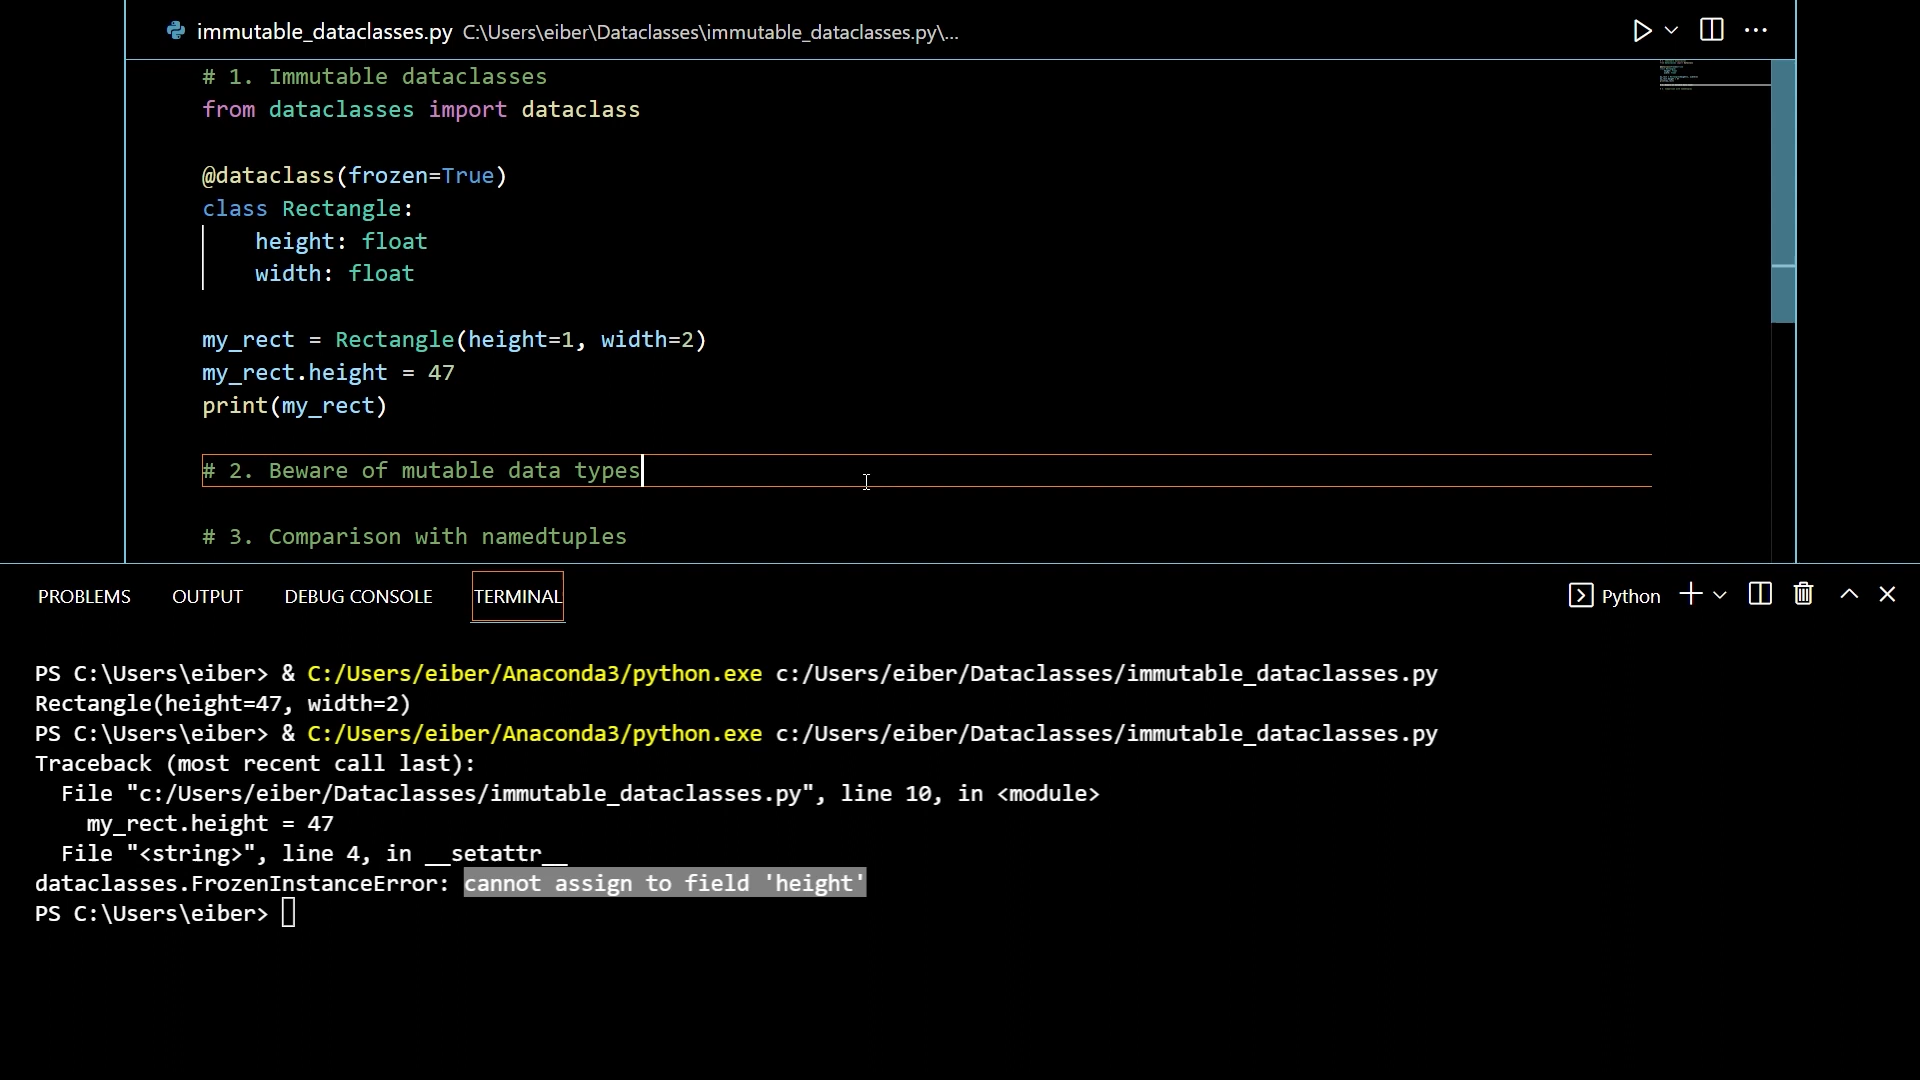 immutable_dataclasses.py C:\Users\eiber\Dataclasses\immutable_dataclasses.py\...
# 1. Immutable dataclasses
from dataclasses import dataclass
@dataclass(frozen=True)
class Rectangle:
    height: float
    width: float
my_rect = Rectangle(height=1, width=2)
my_rect.height = 47
print(my_rect)
# 2. Beware of mutable data types
# 3. Comparison with namedtuples
PROBLEMS OUTPUT DEBUG CONSOLE TERMINAL Python
PS C:\Users\eiber> & C:/Users/eiber/Anaconda3/python.exe c:/Users/eiber/Dataclasses/immutable_dataclasses.py
Rectangle(height=47, width=2)
PS C:\Users\eiber> & C:/Users/eiber/Anaconda3/python.exe c:/Users/eiber/Dataclasses/immutable_dataclasses.py
Traceback (most recent call last):
  File "c:/Users/eiber/Dataclasses/immutable_dataclasses.py", line 10, in <module>
    my_rect.height = 47
  File "<string>", line 4, in __setattr__
dataclasses.FrozenInstanceError: cannot assign to field 'height'
PS C:\Users\eiber>